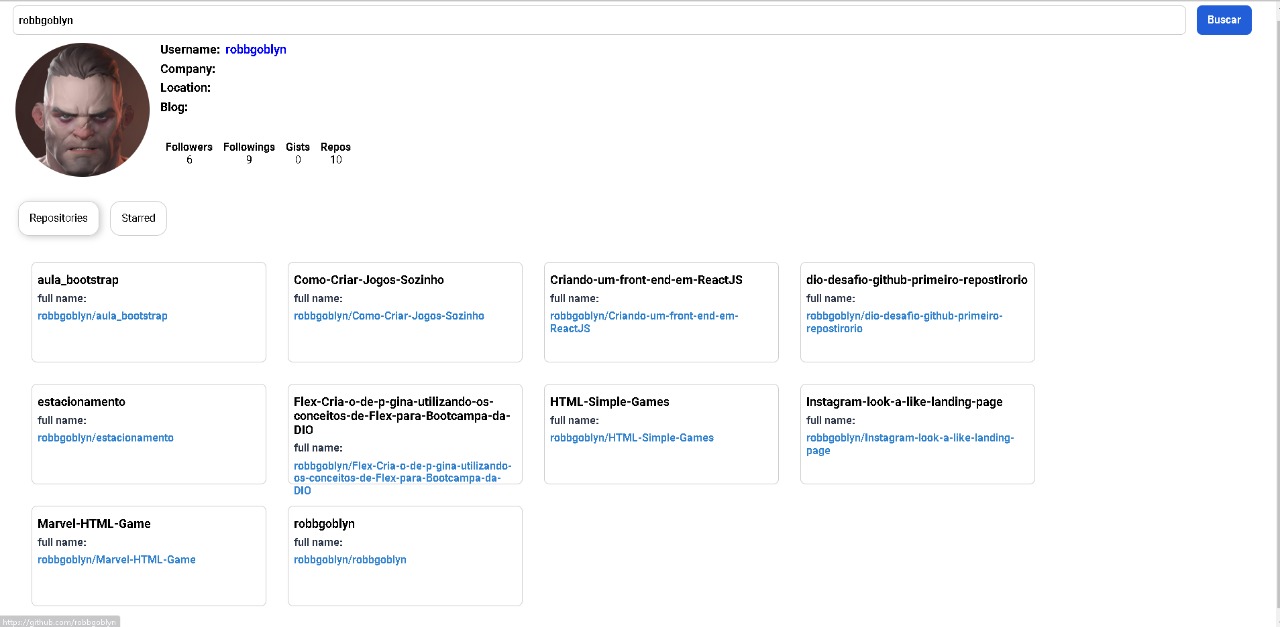 robbgoblyn
Buscar
Username: robbgoblyn
Company:
Location:
Blog:
Followers Followings Gists Repos
6 9 0 10
Repositories Starred
aula_bootstrap
full name:
robbgoblyn/aula_bootstrap
Como-Criar-Jogos-Sozinho
full name:
robbgoblyn/Como-Criar-Jogos-Sozinho
Criando-um-front-end-em-ReactJS
full name:
robbgoblyn/Criando-um-front-end-em-
ReactJS
dio-desafio-github-primeiro-repostirorio
full name:
robbgoblyn/dio-desafio-github-primeiro-
repostirorio
estacionamento
full name:
robbgoblyn/estacionamento
Flex-Cria-o-de-p-gina-utilizando-os-
conceitos-de-Flex-para-Bootcampa-da-
DIO
full name:
robbgoblyn/Flex-Cria-o-de-p-gina-utilizando-
os-conceitos-de-Flex-para-Bootcampa-da-
DIO
HTML-Simple-Games
full name:
robbgoblyn/HTML-Simple-Games
Instagram-look-a-like-landing-page
full name:
robbgoblyn/Instagram-look-a-like-landing-
page
Marvel-HTML-Game
full name:
robbgoblyn/Marvel-HTML-Game
robbgoblyn
full name:
robbgoblyn/robbgoblyn
https://github.com/robbgoblyn